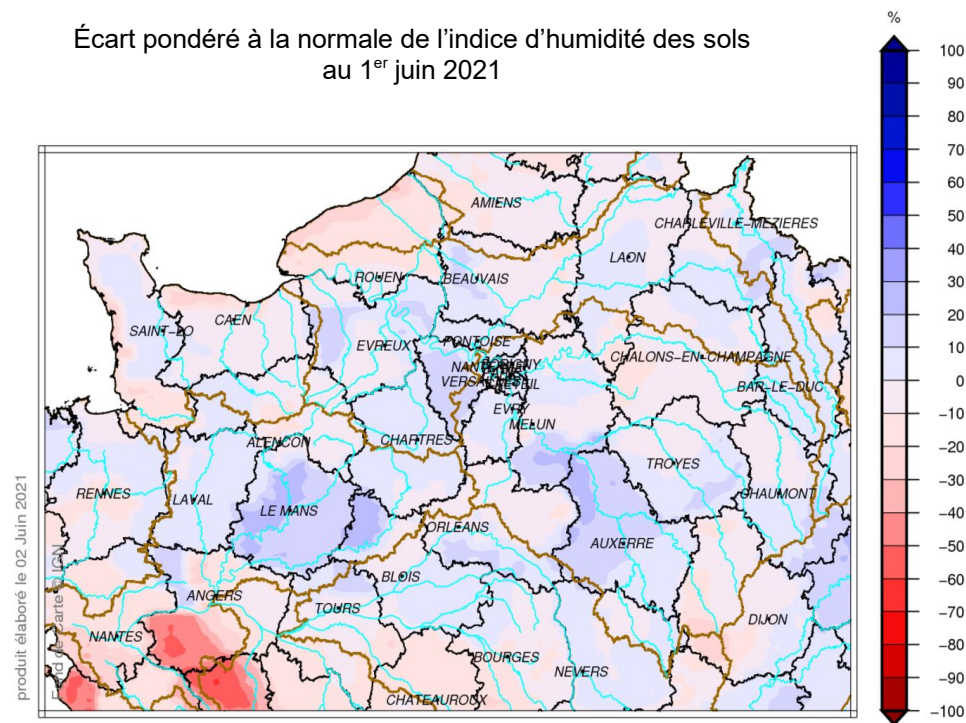 Écart pondéré à la normale de l’indice d’humidité des sols
au 1er juin 2021
%
100
90
80
70
60
50
40
30
20
10
0
−10
−20
−30
−40
−50
−60
−70
−80
−90
−100
AMIENS
CHARLEVILLE−MEZIERES
LAON
ROUEN
BEAUVAIS
CAEN
SAINT−LO
EVREUX
PONTOISE
CHALONS−EN−CHAMPAGNE
BAR−LE−DUC
EVRY
MELUN
ALENCON
CHARTRES
TROYES
RENNES
LAVAL
LE MANS
CHAUMONT
ORLEANS
AUXERRE
BLOIS
ANGERS
TOURS
DIJON
NANTES
BOURGES
NEVERS
CHATEAUROUX
produit élaboré le 02 Juin 2021
Fond de Carte IGN